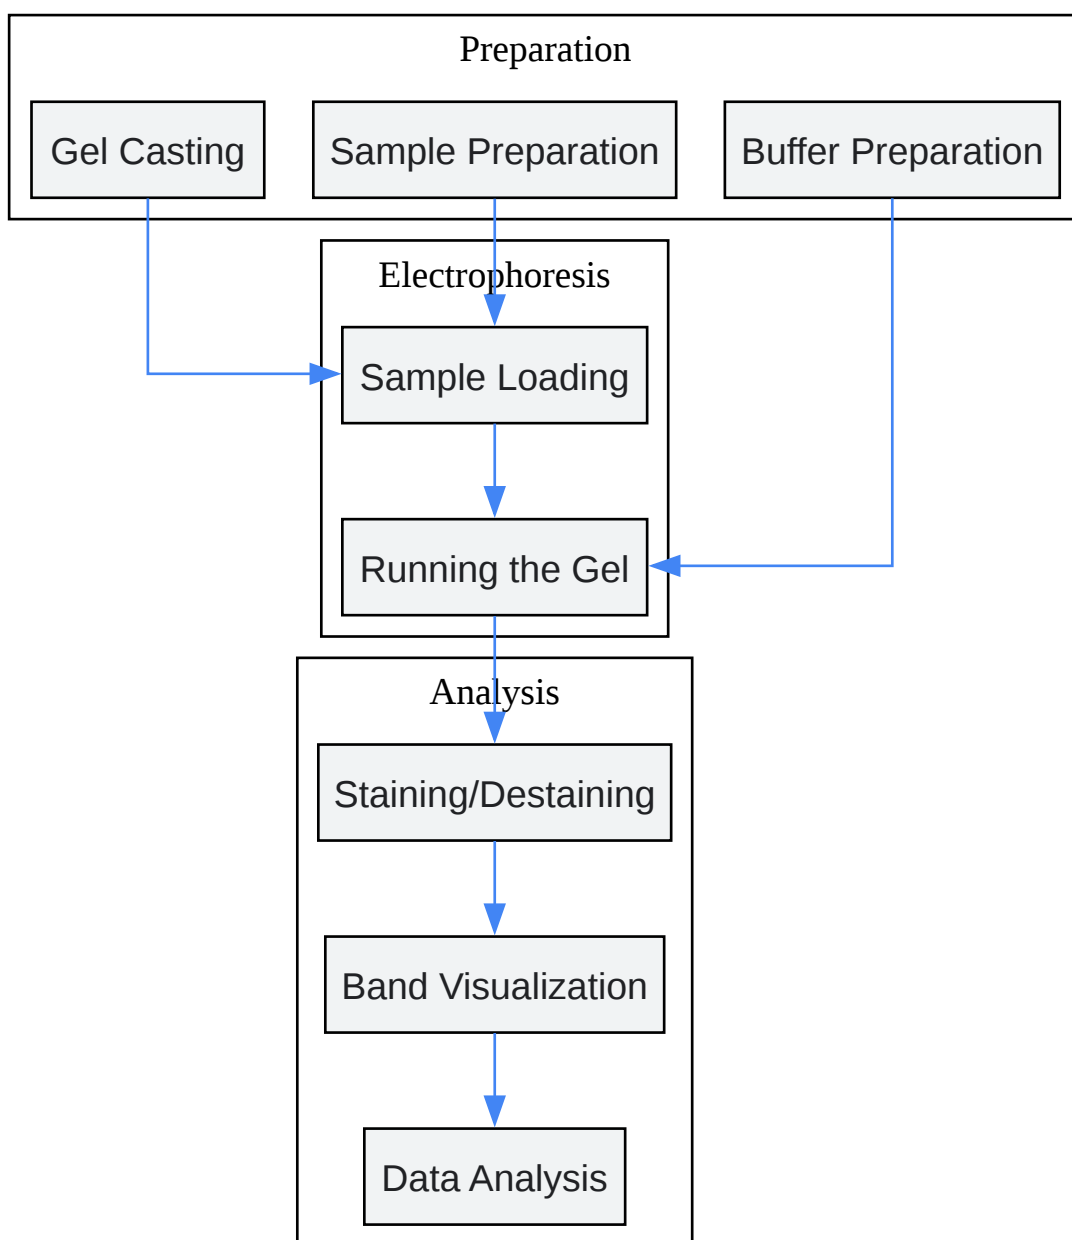 Preparation
Gel Casting
Sample Preparation
Buffer Preparation
Electrophoresis
Sample Loading
Running the Gel
Analysis
Staining/Destaining
Band Visualization
Data Analysis